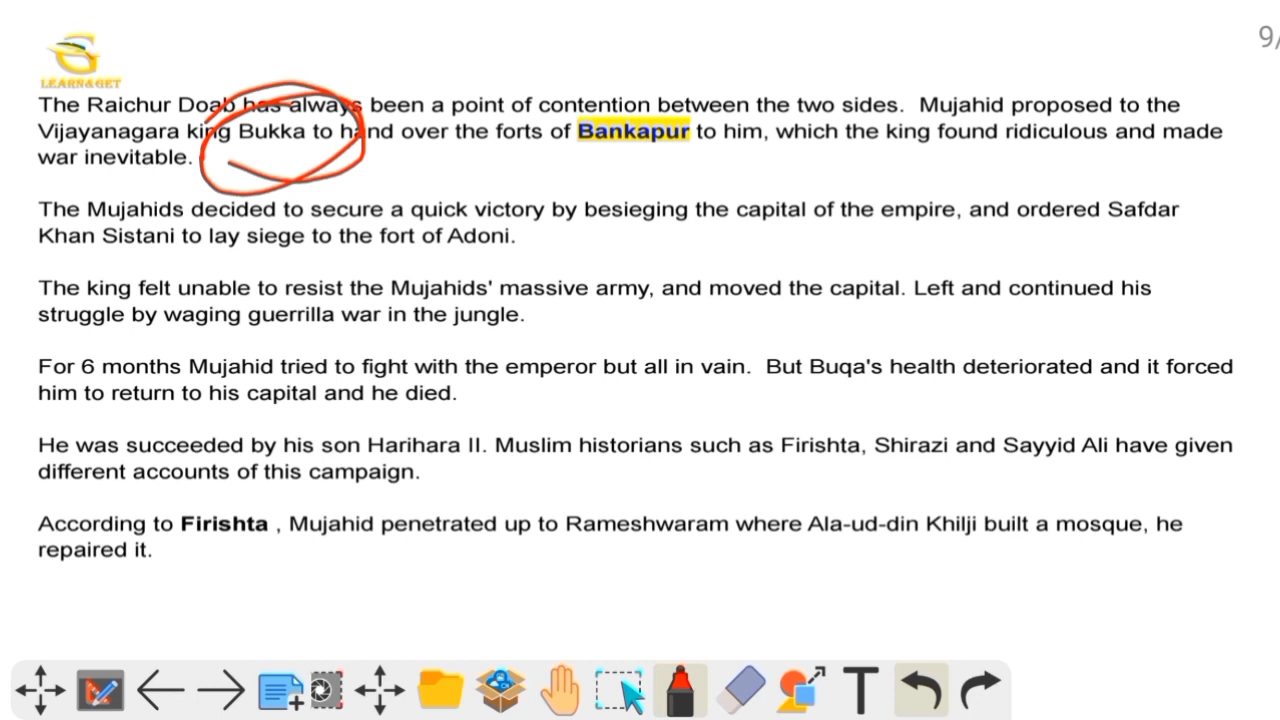 LEARN&GET
9/
The Raichur Doab has always been a point of contention between the two sides.  Mujahid proposed to the
Vijayanagara king Bukka to hand over the forts of Bankapur to him, which the king found ridiculous and made
war inevitable.
The Mujahids decided to secure a quick victory by besieging the capital of the empire, and ordered Safdar
Khan Sistani to lay siege to the fort of Adoni.
The king felt unable to resist the Mujahids' massive army, and moved the capital. Left and continued his
struggle by waging guerrilla war in the jungle.
For 6 months Mujahid tried to fight with the emperor but all in vain.  But Buqa's health deteriorated and it forced
him to return to his capital and he died.
He was succeeded by his son Harihara II. Muslim historians such as Firishta, Shirazi and Sayyid Ali have given
different accounts of this campaign.
According to Firishta , Mujahid penetrated up to Rameshwaram where Ala-ud-din Khilji built a mosque, he
repaired it.
T